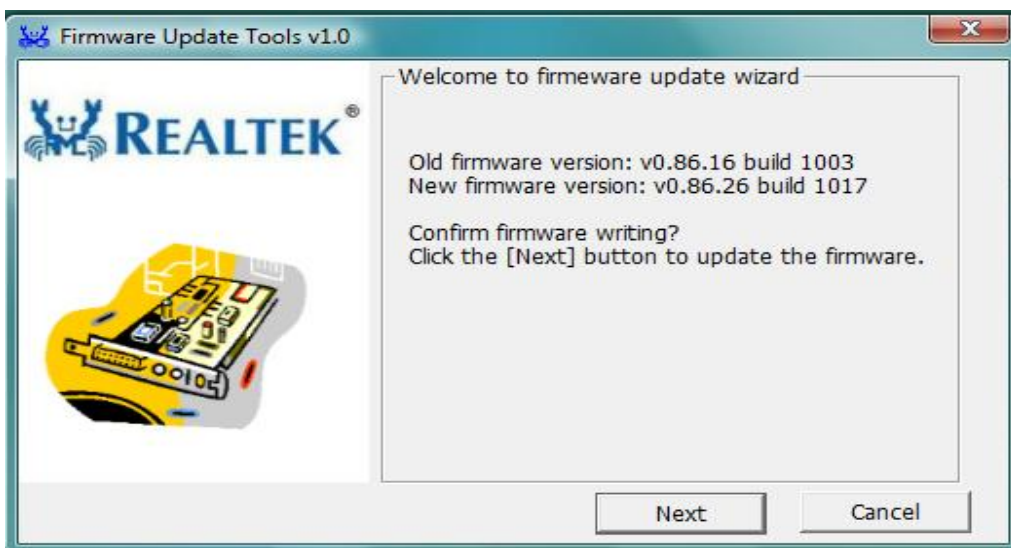 Firmware Update Tools v1.0
REALTEK®
Welcome to firmeware update wizard
Old firmware version: v0.86.16 build 1003
New firmware version: v0.86.26 build 1017
Confirm firmware writing?
Click the [Next] button to update the firmware.
Next
Cancel